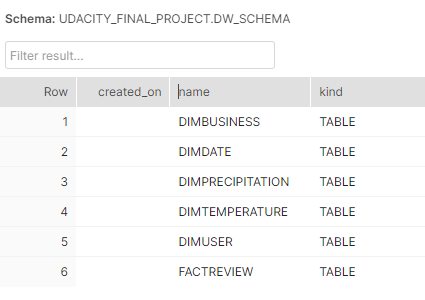 Schema: UDACITY_FINAL_PROJECT.DW_SCHEMA
Filter result...
Row created_on name kind
1 DIMBUSINESS TABLE
2 DIMDATE TABLE
3 DIMPRECIPITATION TABLE
4 DIMTEMPERATURE TABLE
5 DIMUSER TABLE
6 FACTREVIEW TABLE